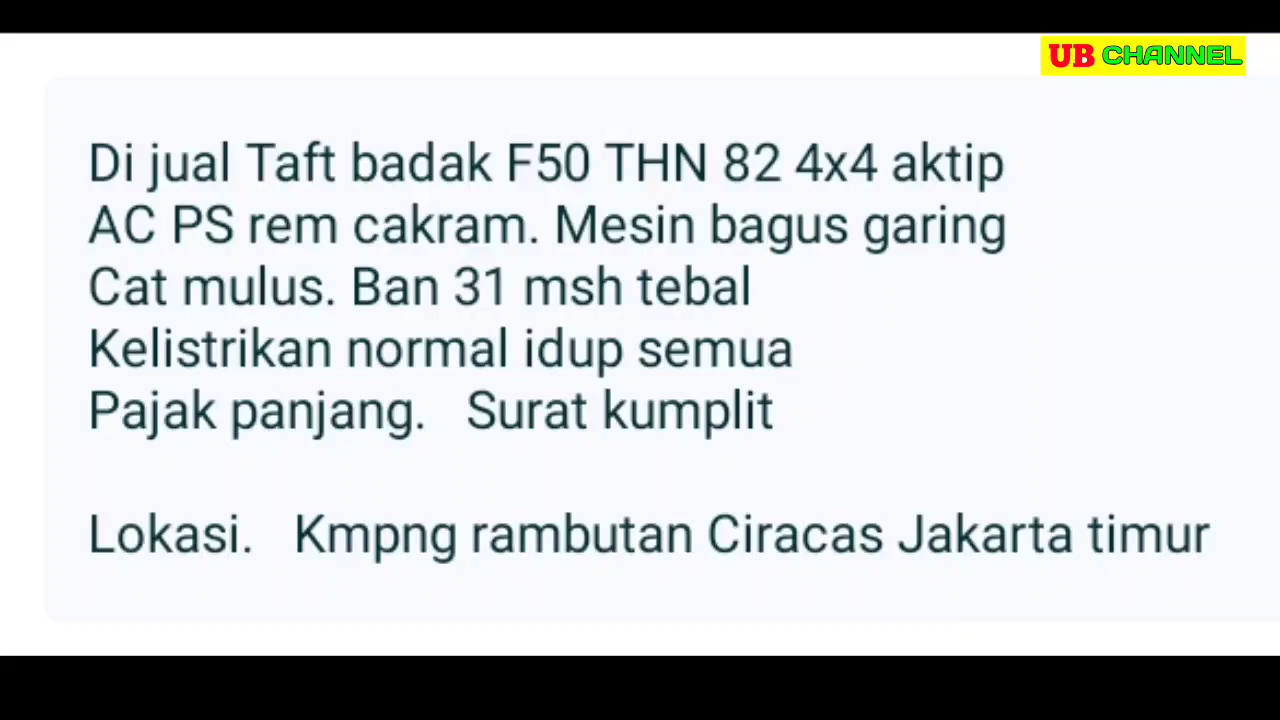 UB CHANNEL
Di jual Taft badak F50 THN 82 4x4 aktip
AC PS rem cakram. Mesin bagus garing
Cat mulus. Ban 31 msh tebal
Kelistrikan normal idup semua
Pajak panjang.   Surat kumplit
Lokasi.   Kmpng rambutan Ciracas Jakarta timur